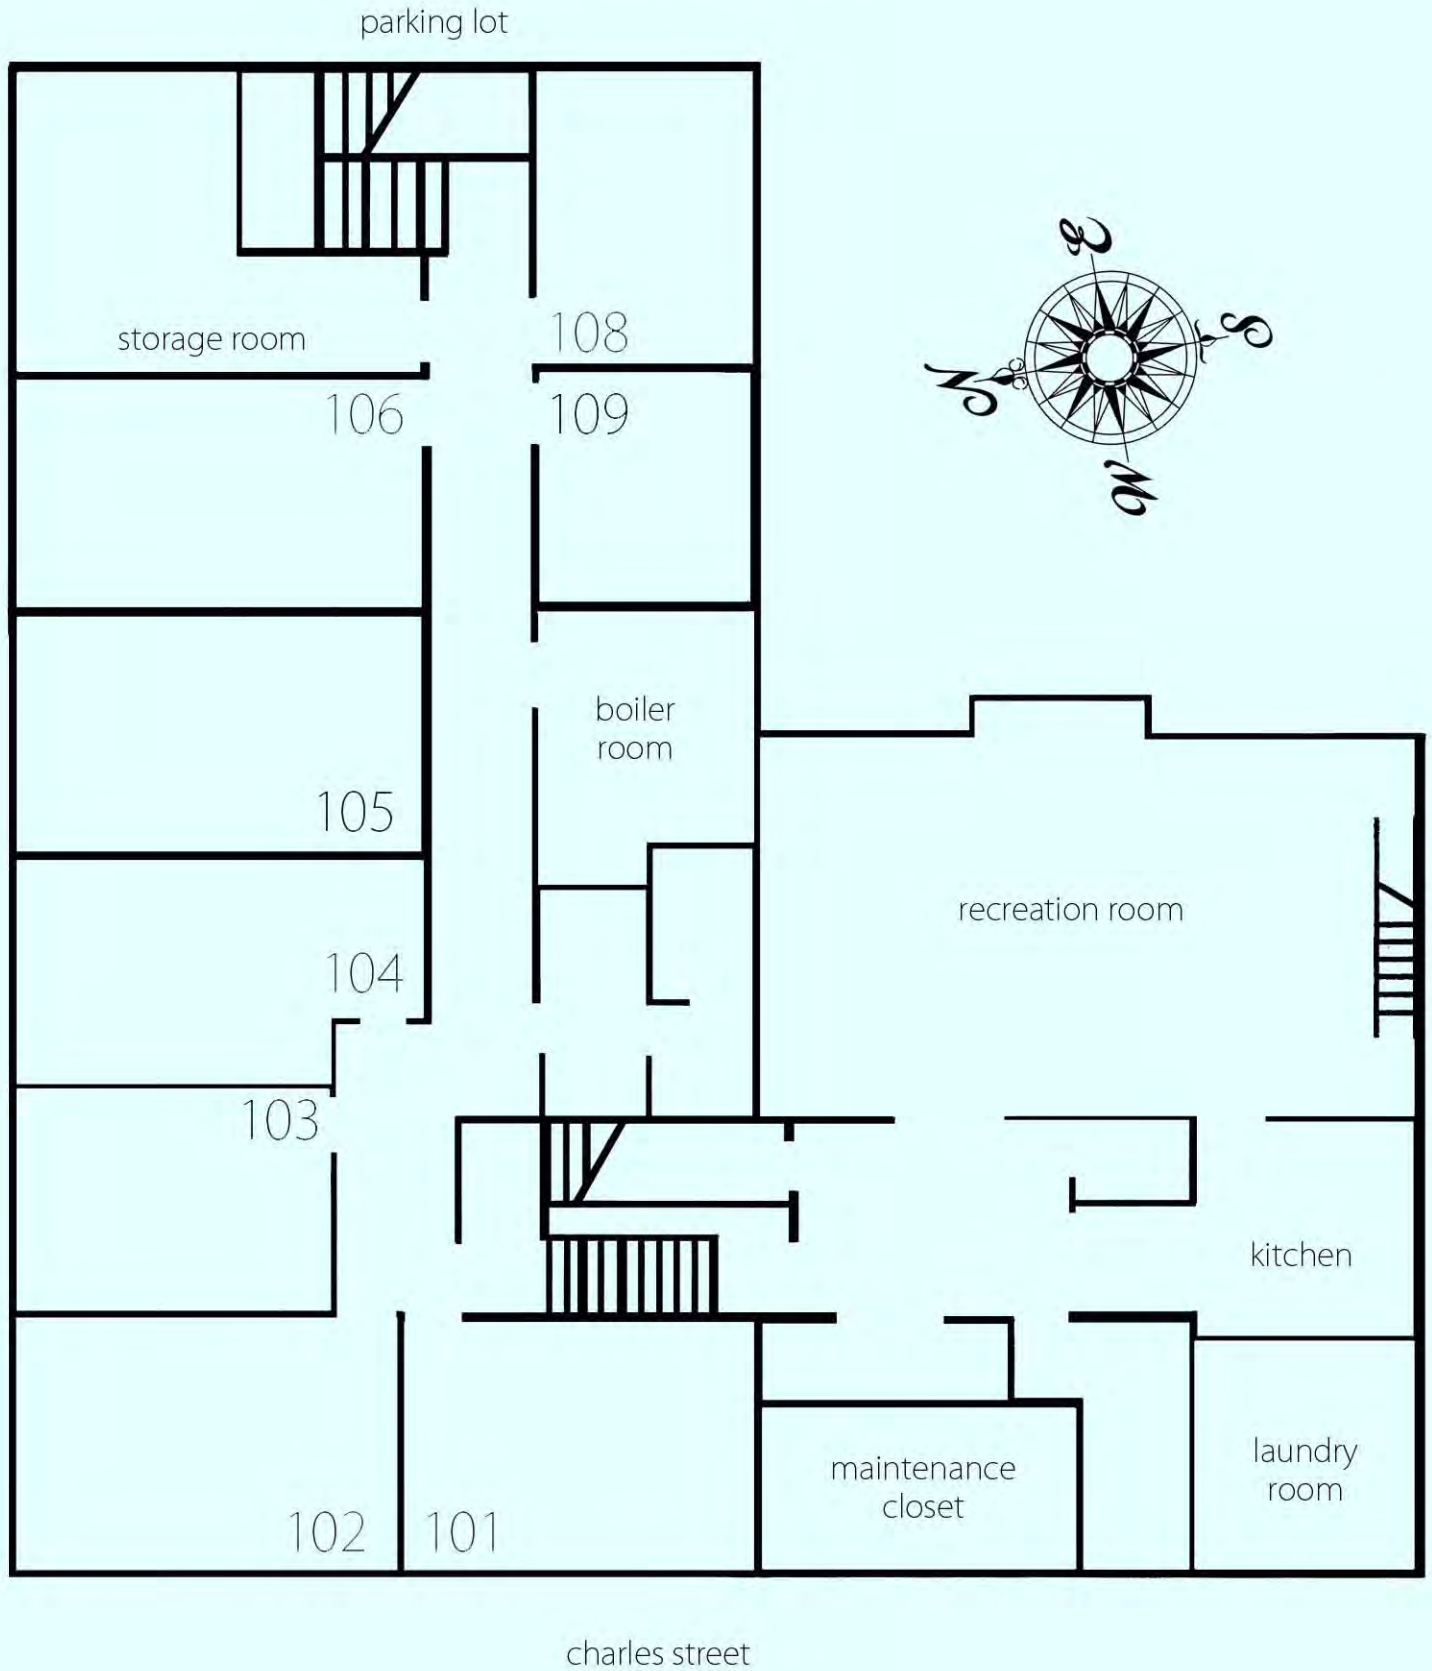 parking lot
E
S
N
W
storage room
108
106
109
boiler
room
105
recreation room
104
103
kitchen
laundry
room
maintenance
closet
102
101
charles street